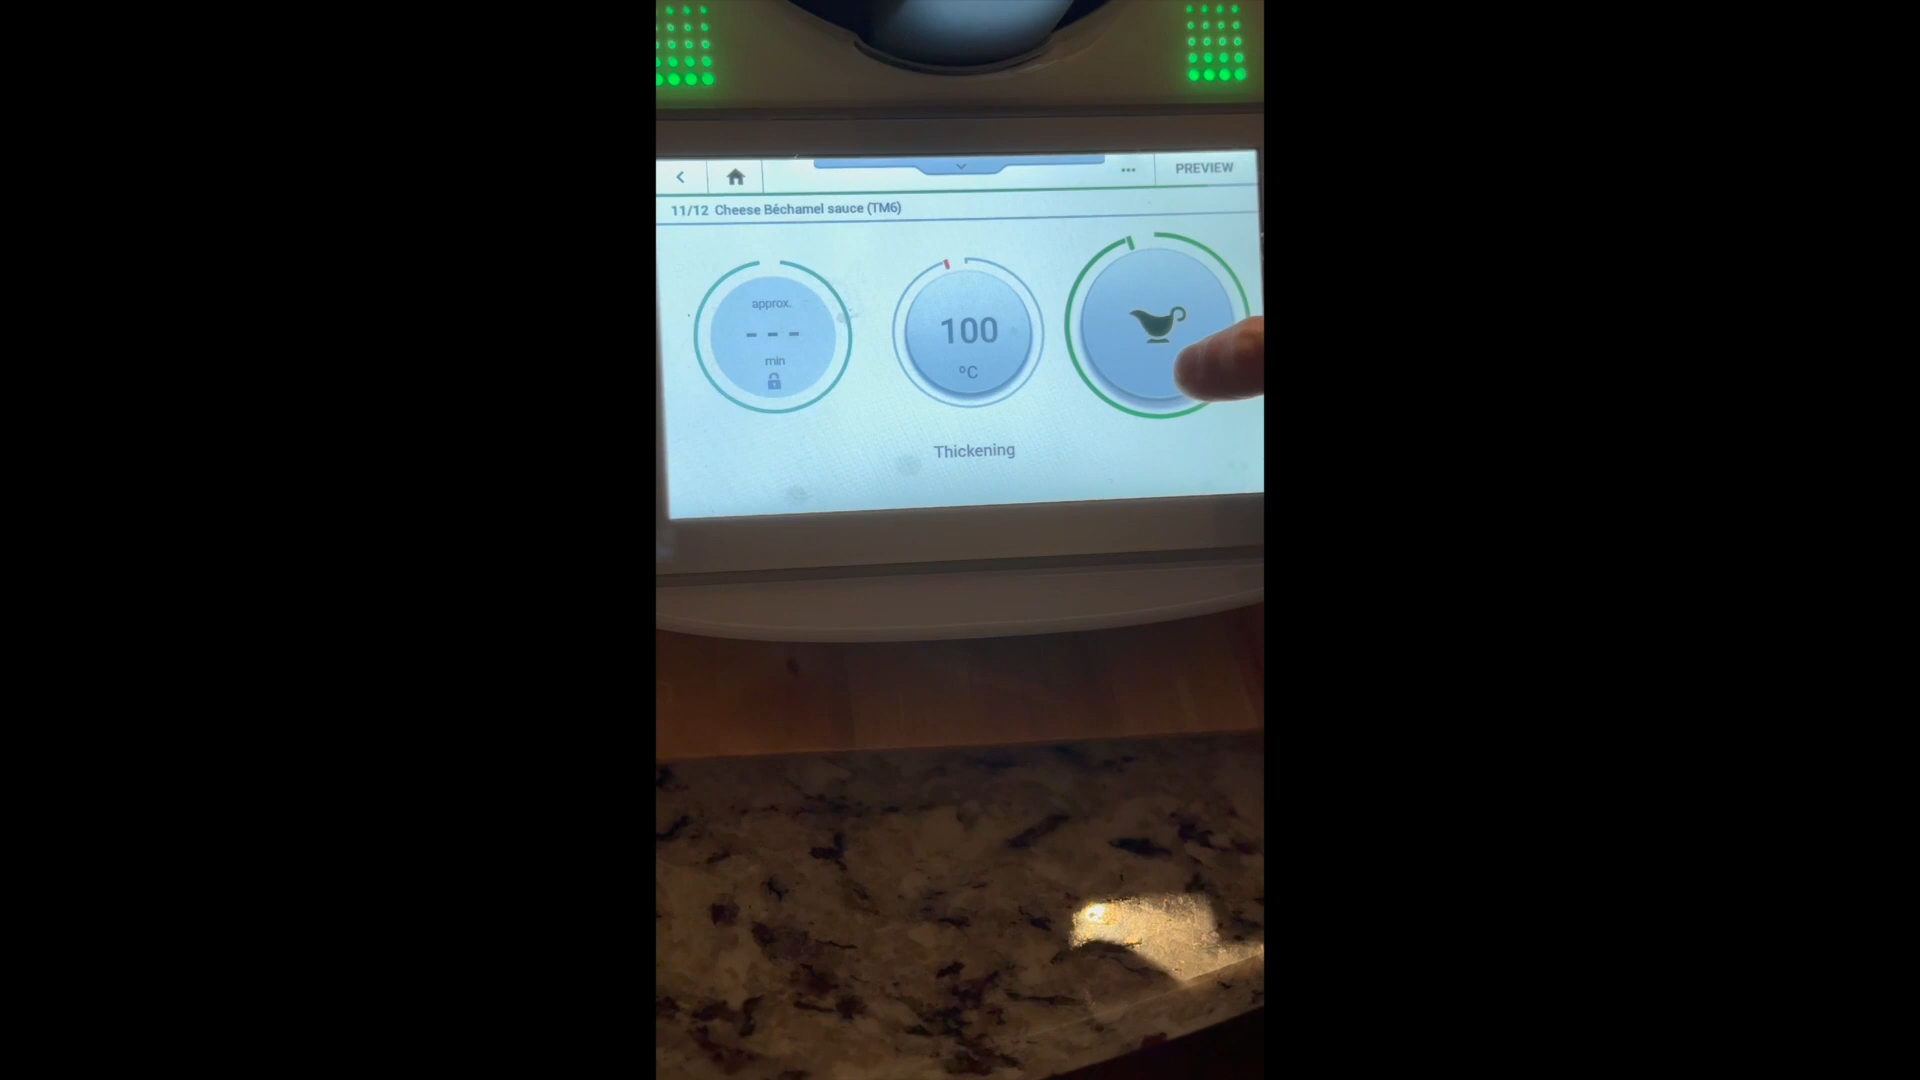 PREVIEW
11/12 Cheese Béchamel sauce (TM6)
approx.
---
min
100
°C
Thickening